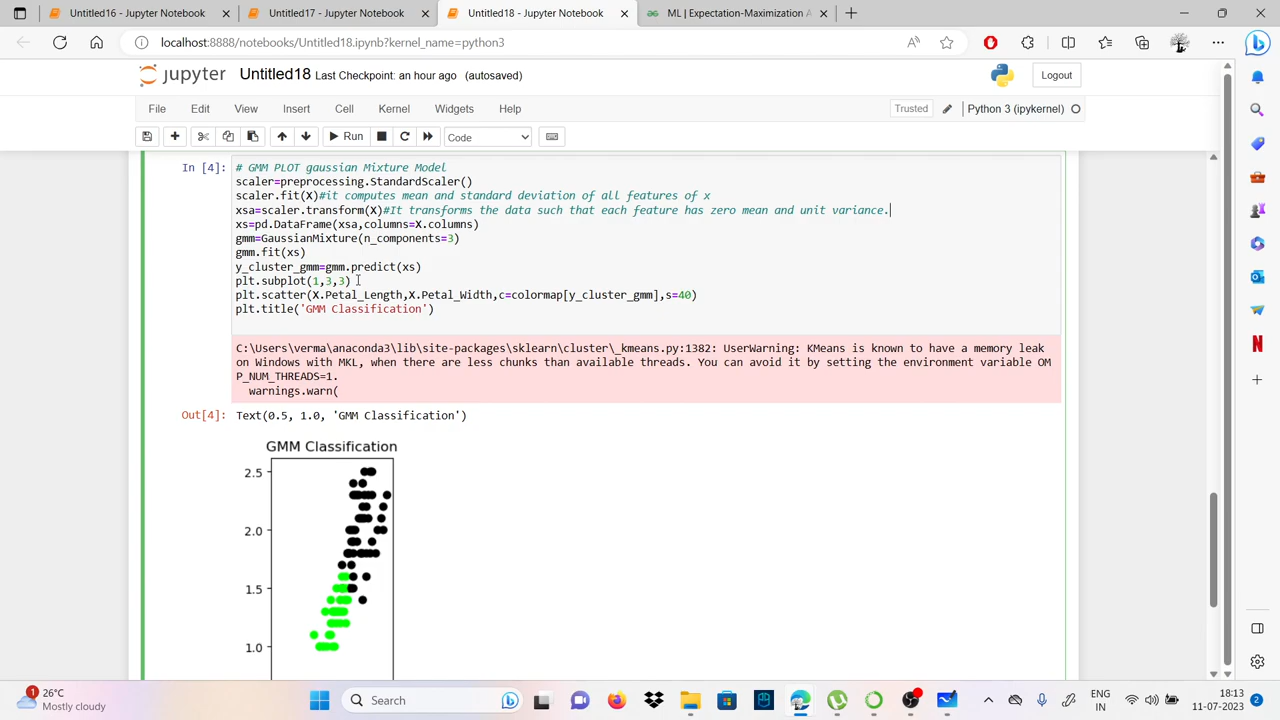 Untitled16 - Jupyter Notebook
Untitled17 - Jupyter Notebook
Untitled18 - Jupyter Notebook
ML | Expectation-Maximization A
localhost:8888/notebooks/Untitled18.ipynb?kernel_name=python3
jupyter Untitled18 Last Checkpoint: an hour ago (autosaved)
Logout
File Edit View Insert Cell Kernel Widgets Help
Trusted
Python 3 (ipykernel)
Run
Code
In [4]:
# GMM PLOT gaussian Mixture Model
scaler=preprocessing.StandardScaler()
scaler.fit(X)#it computes mean and standard deviation of all features of x
xsa=scaler.transform(X)#It transforms the data such that each feature has zero mean and unit variance.
xs=pd.DataFrame(xsa,columns=X.columns)
gmm=GaussianMixture(n_components=3)
gmm.fit(xs)
y_cluster_gmm=gmm.predict(xs)
plt.subplot(1,3,3)
plt.scatter(X.Petal_Length,X.Petal_Width,c=colormap[y_cluster_gmm],s=40)
plt.title('GMM Classification')
C:\Users\verma\anaconda3\lib\site-packages\sklearn\cluster\_kmeans.py:1382: UserWarning: KMeans is known to have a memory leak
on Windows with MKL, when there are less chunks than available threads. You can avoid it by setting the environment variable OM
P_NUM_THREADS=1.
warnings.warn(
Out[4]: Text(0.5, 1.0, 'GMM Classification')
GMM Classification
2.5
2.0
1.5
1.0
1
26°C
Mostly cloudy
Search
ENG
IN
18:13
11-07-2023
2